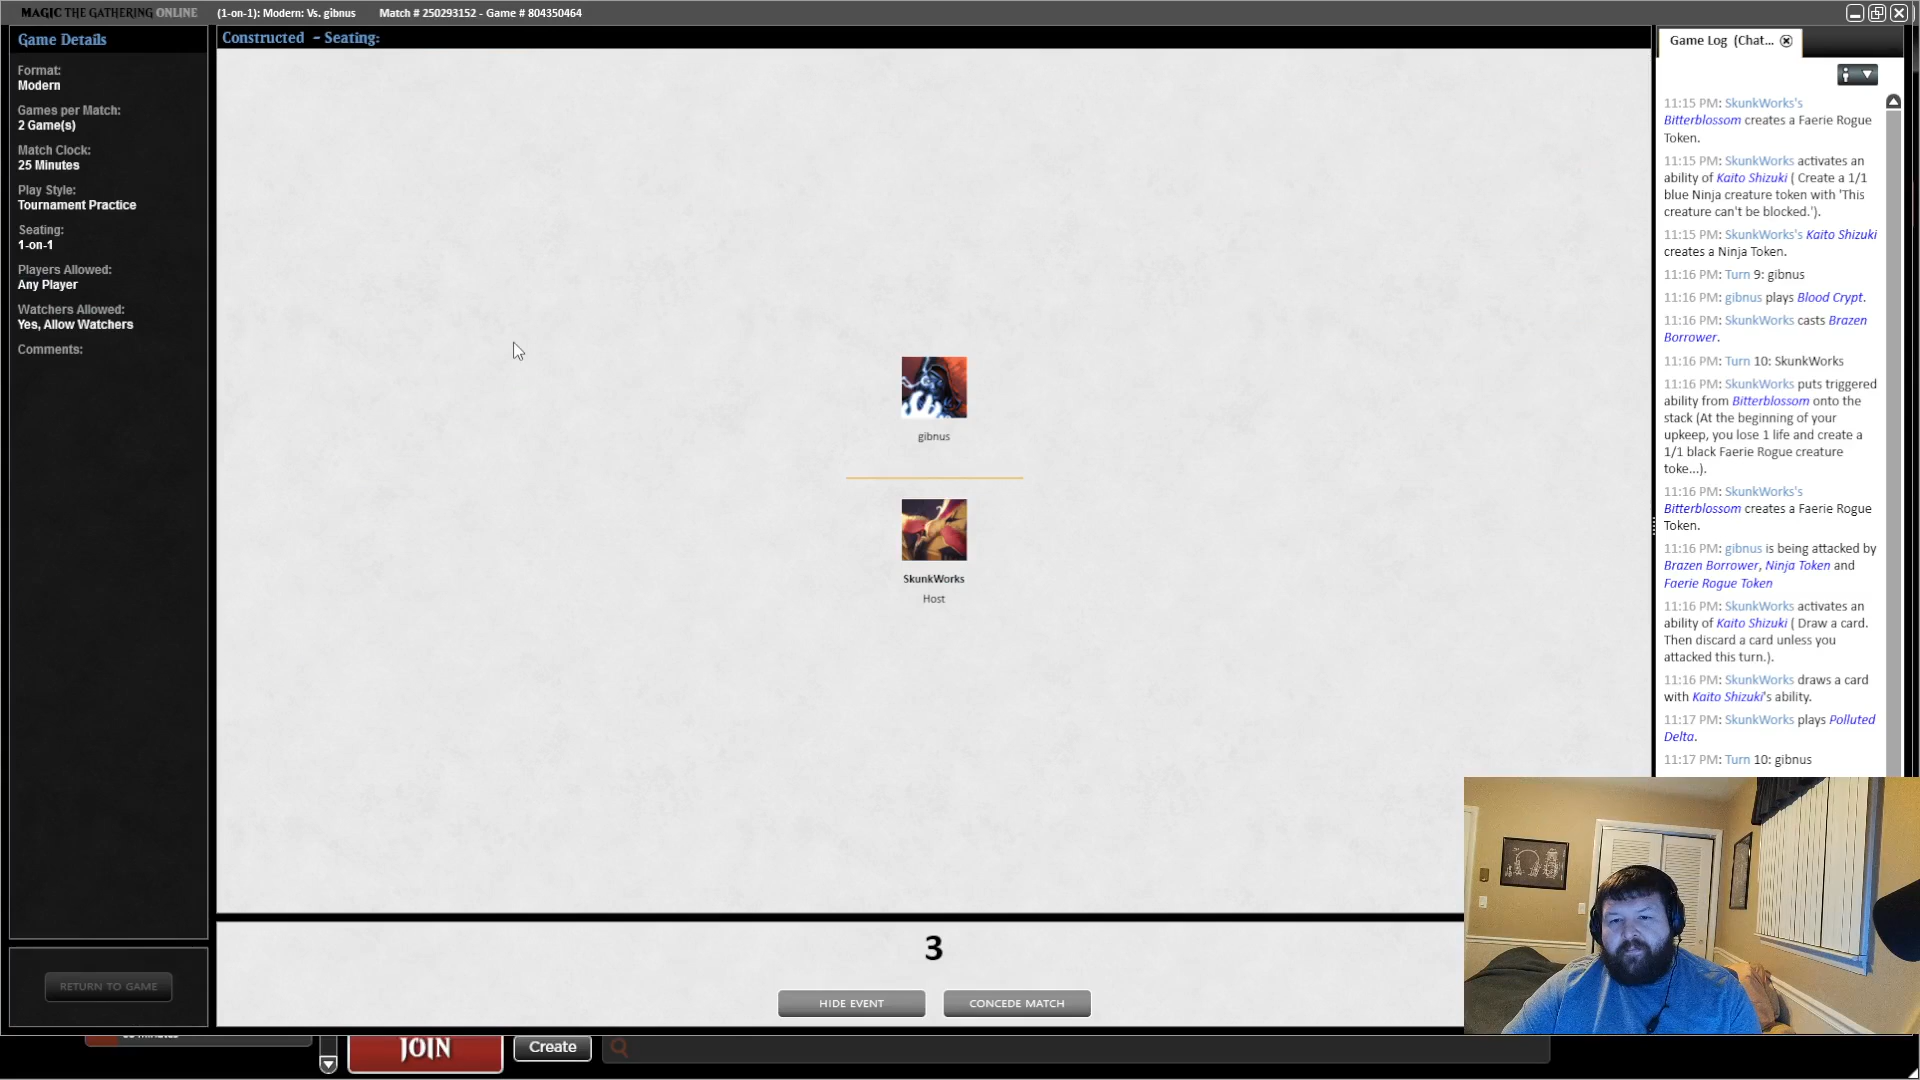 MAGIC THE GATHERING ONLINE
(1-on-1): Modern: Vs. gibnus
Match # 250293152 - Game # 804350464
Game Details
Format:
Modern
Games per Match:
2 Game(s)
Match Clock:
25 Minutes
Play Style:
Tournament Practice
Seating:
1-on-1
Players Allowed:
Any Player
Watchers Allowed:
Yes, Allow Watchers
Comments:
RETURN TO GAME
Constructed - Seating:
gibnus
SkunkWorks
Host
3
HIDE EVENT
CONCEDE MATCH
JOIN
Create
Game Log (Chat...
11:15 PM: SkunkWorks's
Bitterblossom creates a Faerie Rogue
Token.
11:15 PM: SkunkWorks activates an
ability of Kaito Shizuki ( Create a 1/1
blue Ninja creature token with 'This
creature can't be blocked.').
11:15 PM: SkunkWorks's Kaito Shizuki
creates a Ninja Token.
11:16 PM: Turn 9: gibnus
11:16 PM: gibnus plays Blood Crypt.
11:16 PM: SkunkWorks casts Brazen
Borrower.
11:16 PM: Turn 10: SkunkWorks
11:16 PM: SkunkWorks puts triggered
ability from Bitterblossom onto the
stack (At the beginning of your
upkeep, you lose 1 life and create a
1/1 black Faerie Rogue creature
toke...).
11:16 PM: SkunkWorks's
Bitterblossom creates a Faerie Rogue
Token.
11:16 PM: gibnus is being attacked by
Brazen Borrower, Ninja Token and
Faerie Rogue Token
11:16 PM: SkunkWorks activates an
ability of Kaito Shizuki ( Draw a card.
Then discard a card unless you
attacked this turn.).
11:16 PM: SkunkWorks draws a card
with Kaito Shizuki's ability.
11:17 PM: SkunkWorks plays Polluted
Delta.
11:17 PM: Turn 10: gibnus